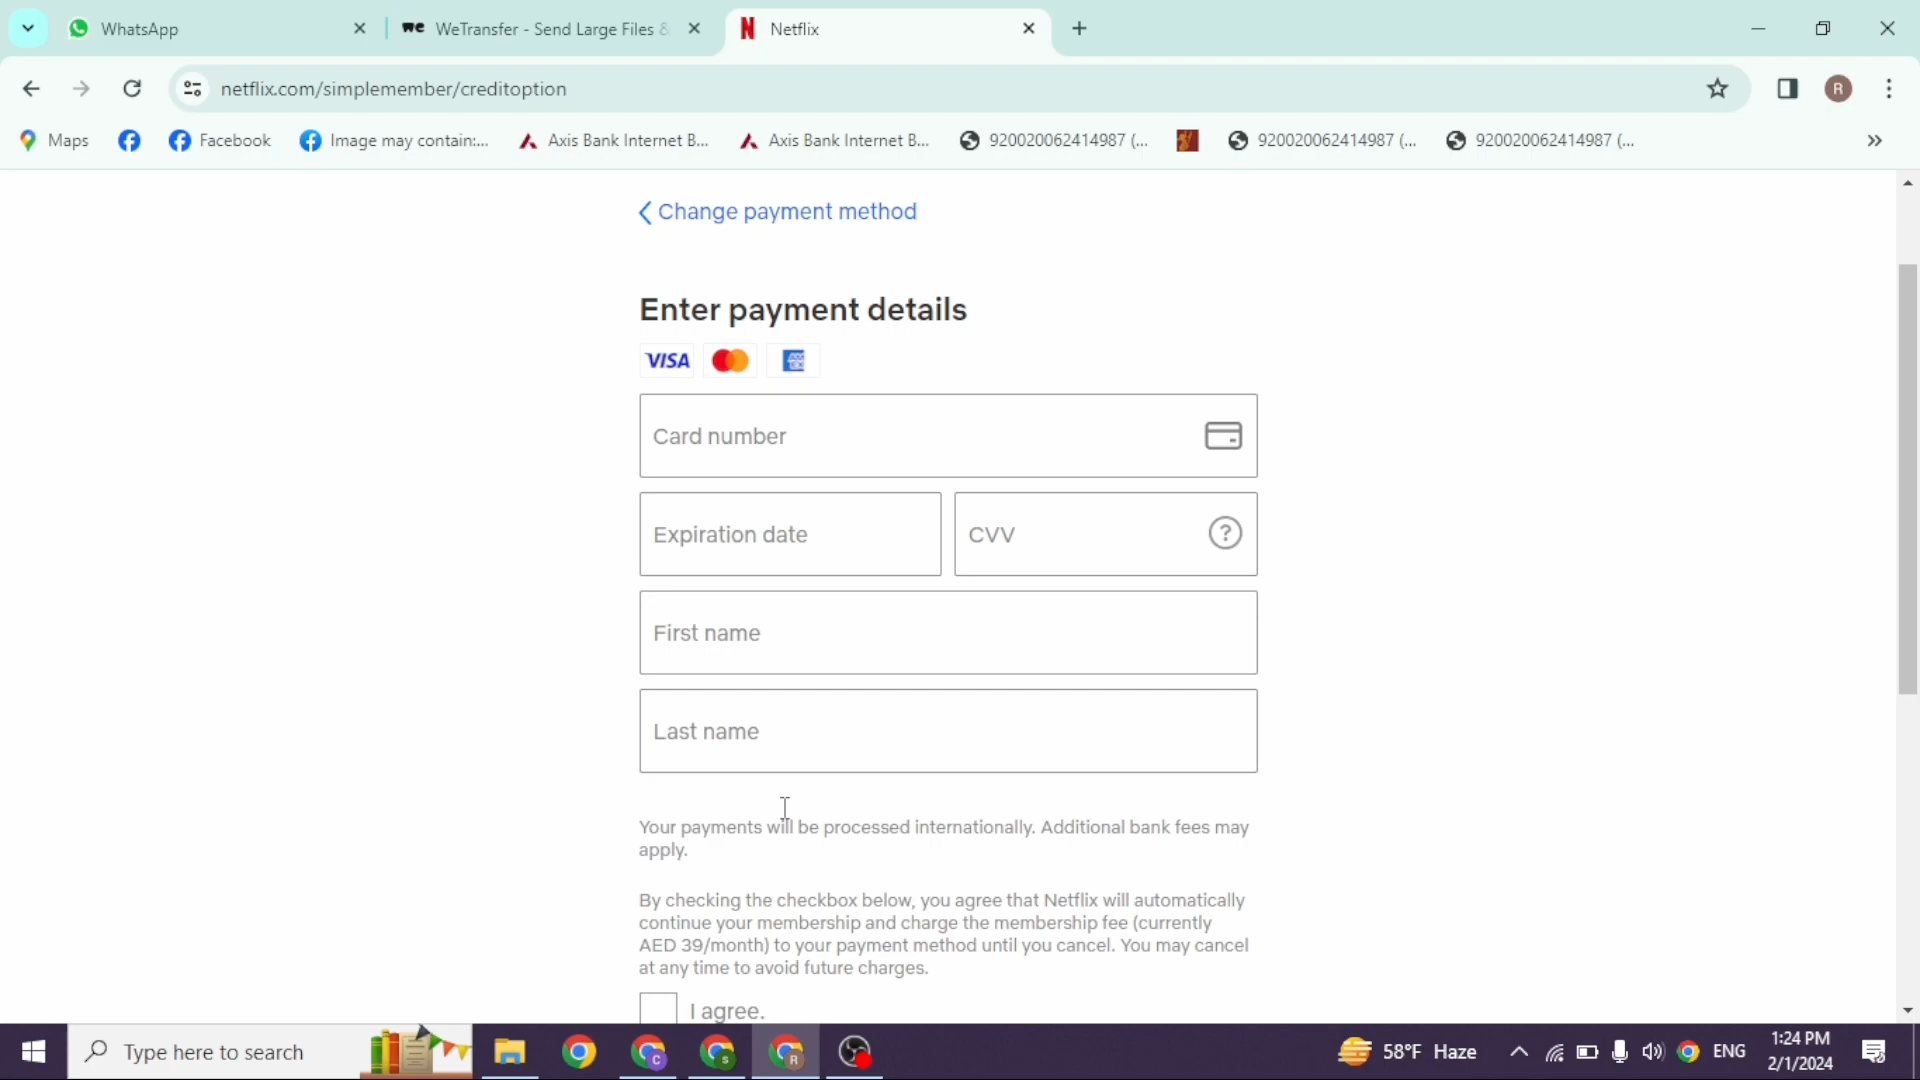 WhatsApp
WeTransfer - Send Large Files &
Netflix
netflix.com/simplemember/creditoption
R
Maps
Facebook
Image may contain:...
Axis Bank Internet B...
Axis Bank Internet B...
920020062414987 (...
920020062414987 (...
920020062414987 (...
Change payment method
Enter payment details
VISA
Card number
Expiration date
CVV
First name
Last name
Your payments will be processed internationally. Additional bank fees may
apply.
By checking the checkbox below, you agree that Netflix will automatically
continue your membership and charge the membership fee (currently
AED 39/month) to your payment method until you cancel. You may cancel
at any time to avoid future charges.
I agree.
Type here to search
58°F Haze
ENG
1:24 PM
2/1/2024